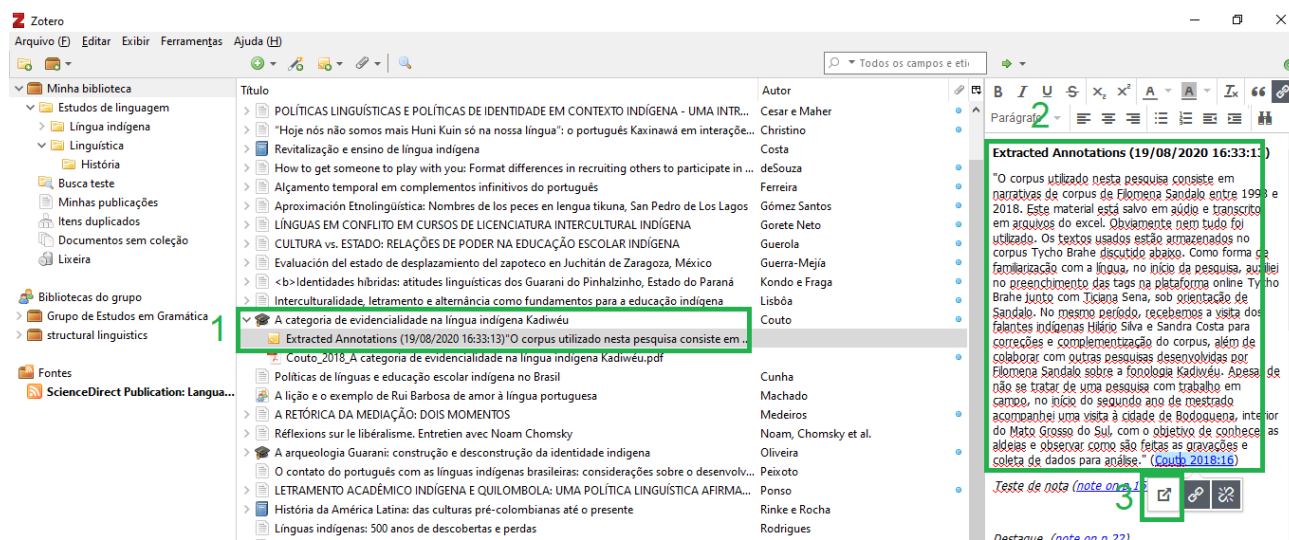 Zotero
Arquivo (F) Editar Exibir Ferramentas Ajuda (H)
Todos os campos e eti
Minha biblioteca
Estudos de linguagem
Língua indígena
Linguística
História
Busca teste
Minhas publicações
Itens duplicados
Documentos sem coleção
Lixeira
Bibliotecas do grupo
Grupo de Estudos em Gramática
structural linguistics
Fontes
ScienceDirect Publication: Langua...
1
Título Autor
POLÍTICAS LINGUÍSTICAS E POLÍTICAS DE IDENTIDADE EM CONTEXTO INDÍGENA - UMA INTR... Cesar e Maher
"Hoje nós não somos mais Huni Kuin só na nossa língua": o português Kaxinawá em interaçõe... Christino
Revitalização e ensino de língua indígena Costa
How to get someone to play with you: Format differences in recruiting others to participate in ... deSouza
Alçamento temporal em complementos infinitivos do português Ferreira
Aproximación Etnolingüística: Nombres de los peces en lengua tikuna, San Pedro de Los Lagos Gómez Santos
LÍNGUAS EM CONFLITO EM CURSOS DE LICENCIATURA INTERCULTURAL INDÍGENA Gorete Neto
CULTURA vs. ESTADO: RELAÇÕES DE PODER NA EDUCAÇÃO ESCOLAR INDÍGENA Guerola
Evaluación del estado de desplazamiento del zapoteco en Juchitán de Zaragoza, México Guerra-Mejía
<b>Identidades híbridas: atitudes linguísticas dos Guarani do Pinhalzinho, Estado do Paraná Kondo e Fraga
Interculturalidade, letramento e alternância como fundamentos para a educação indígena Lisbôa
A categoria de evidencialidade na língua indígena Kadiwéu Couto
Extracted Annotations (19/08/2020 16:33:13)"O corpus utilizado nesta pesquisa consiste em ...
Couto_2018_A categoria de evidencialidade na língua indígena Kadiwéu.pdf
Políticas de línguas e educação escolar indígena no Brasil Cunha
A lição e o exemplo de Rui Barbosa de amor à língua portuguesa Machado
A RETÓRICA DA MEDIAÇÃO: DOIS MOMENTOS Medeiros
Réflexions sur le libéralisme. Entretien avec Noam Chomsky Noam, Chomsky et al.
A arqueologia Guarani: construção e desconstrução da identidade indígena Oliveira
O contato do português com as línguas indígenas brasileiras: considerações sobre o desenvolv... Peixoto
LETRAMENTO ACADÊMICO INDÍGENA E QUILOMBOLA: UMA POLÍTICA LINGUÍSTICA AFIRMA... Ponso
História da América Latina: das culturas pré-colombianas até o presente Rinke e Rocha
Línguas indígenas: 500 anos de descobertas e perdas Rodrigues
B I U S x₂ x² A A Ix
2
Parágrafo
Extracted Annotations (19/08/2020 16:33:13)
"O corpus utilizado nesta pesquisa consiste em
narrativas de corpus de Filomena Sandalo entre 1998 e
2018. Este material está salvo em aúdio e transcrito
em arquivos do excel. Obviamente nem tudo foi
utilizado. Os textos usados estão armazenados no
corpus Tycho Brahe discutido abaixo. Como forma de
familiarização com a língua, no início da pesquisa, auxiliei
no preenchimento das tags na plataforma online Tycho
Brahe junto com Ticiana Sena, sob orientação de
Sandalo. No mesmo período, recebemos a visita dos
falantes indígenas Hilário Silva e Sandra Costa para
correções e complementização do corpus, além de
colaborar com outras pesquisas desenvolvidas por
Filomena Sandalo sobre a fonologia Kadiwéu. Apesar de
não se tratar de uma pesquisa com trabalho em
campo, no início do segundo ano de mestrado
acompanhei uma visita à cidade de Bodoquena, interior
do Mato Grosso do Sul, com o objetivo de conhecer as
aldeias e observar como são feitas as gravações e
coleta de dados para análise." (Couto 2018:16)
Teste de nota (note on p.15
3
Destaque (note on p.22)